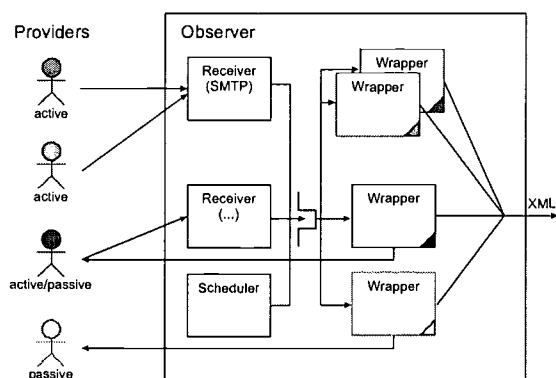 Providers
Observer
active
active
active/passive
passive
Receiver
(SMTP)
Receiver
(...)
Scheduler
Wrapper
Wrapper
Wrapper
Wrapper
XML